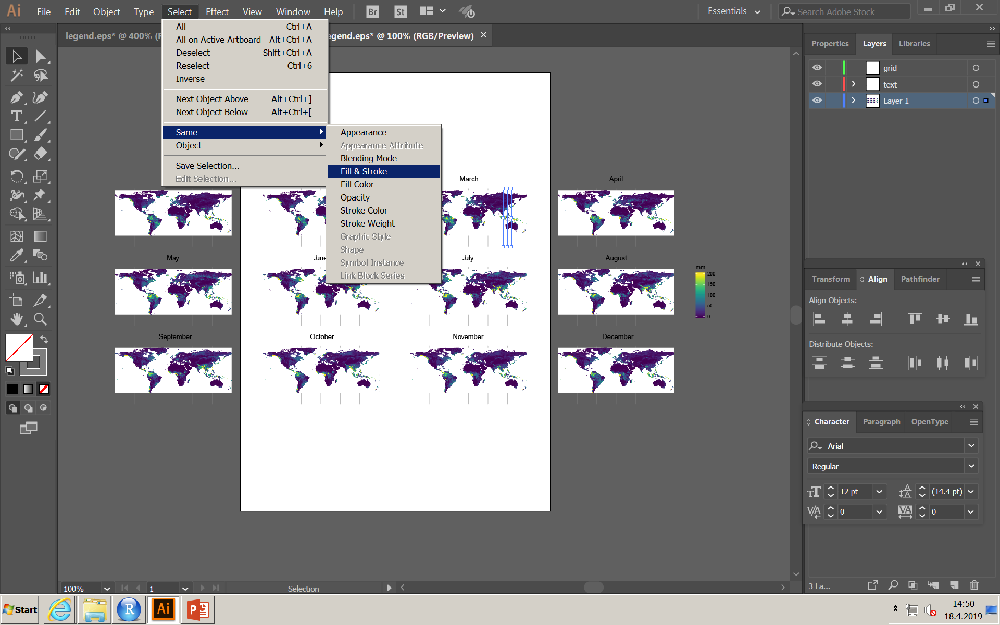 Ai File Edit Object Type Select Effect View Window Help Br St Essentials Search Adobe Stock
legend.eps* @ 400% (R
egend.eps* @ 100% (RGB/Preview)
All Ctrl+A
All on Active Artboard Alt+Ctrl+A
Deselect Shift+Ctrl+A
Reselect Ctrl+6
Inverse
Next Object Above Alt+Ctrl+]
Next Object Below Alt+Ctrl+[
Same
Object
Save Selection...
Edit Selection...
Appearance
Appearance Attribute
Blending Mode
Fill & Stroke
Fill Color
Opacity
Stroke Color
Stroke Weight
Graphic Style
Shape
Symbol Instance
Link Block Series
March April
May June July August
September October November December
mm
200
150
100
50
0
Properties Layers Libraries
grid
text
Layer 1
Transform Align Pathfinder
Align Objects:
Distribute Objects:
Character Paragraph OpenType
Arial
Regular
12 pt (14.4 pt)
0 0
3 La...
100% 1 Selection
Start Ai
14:50
18.4.2019